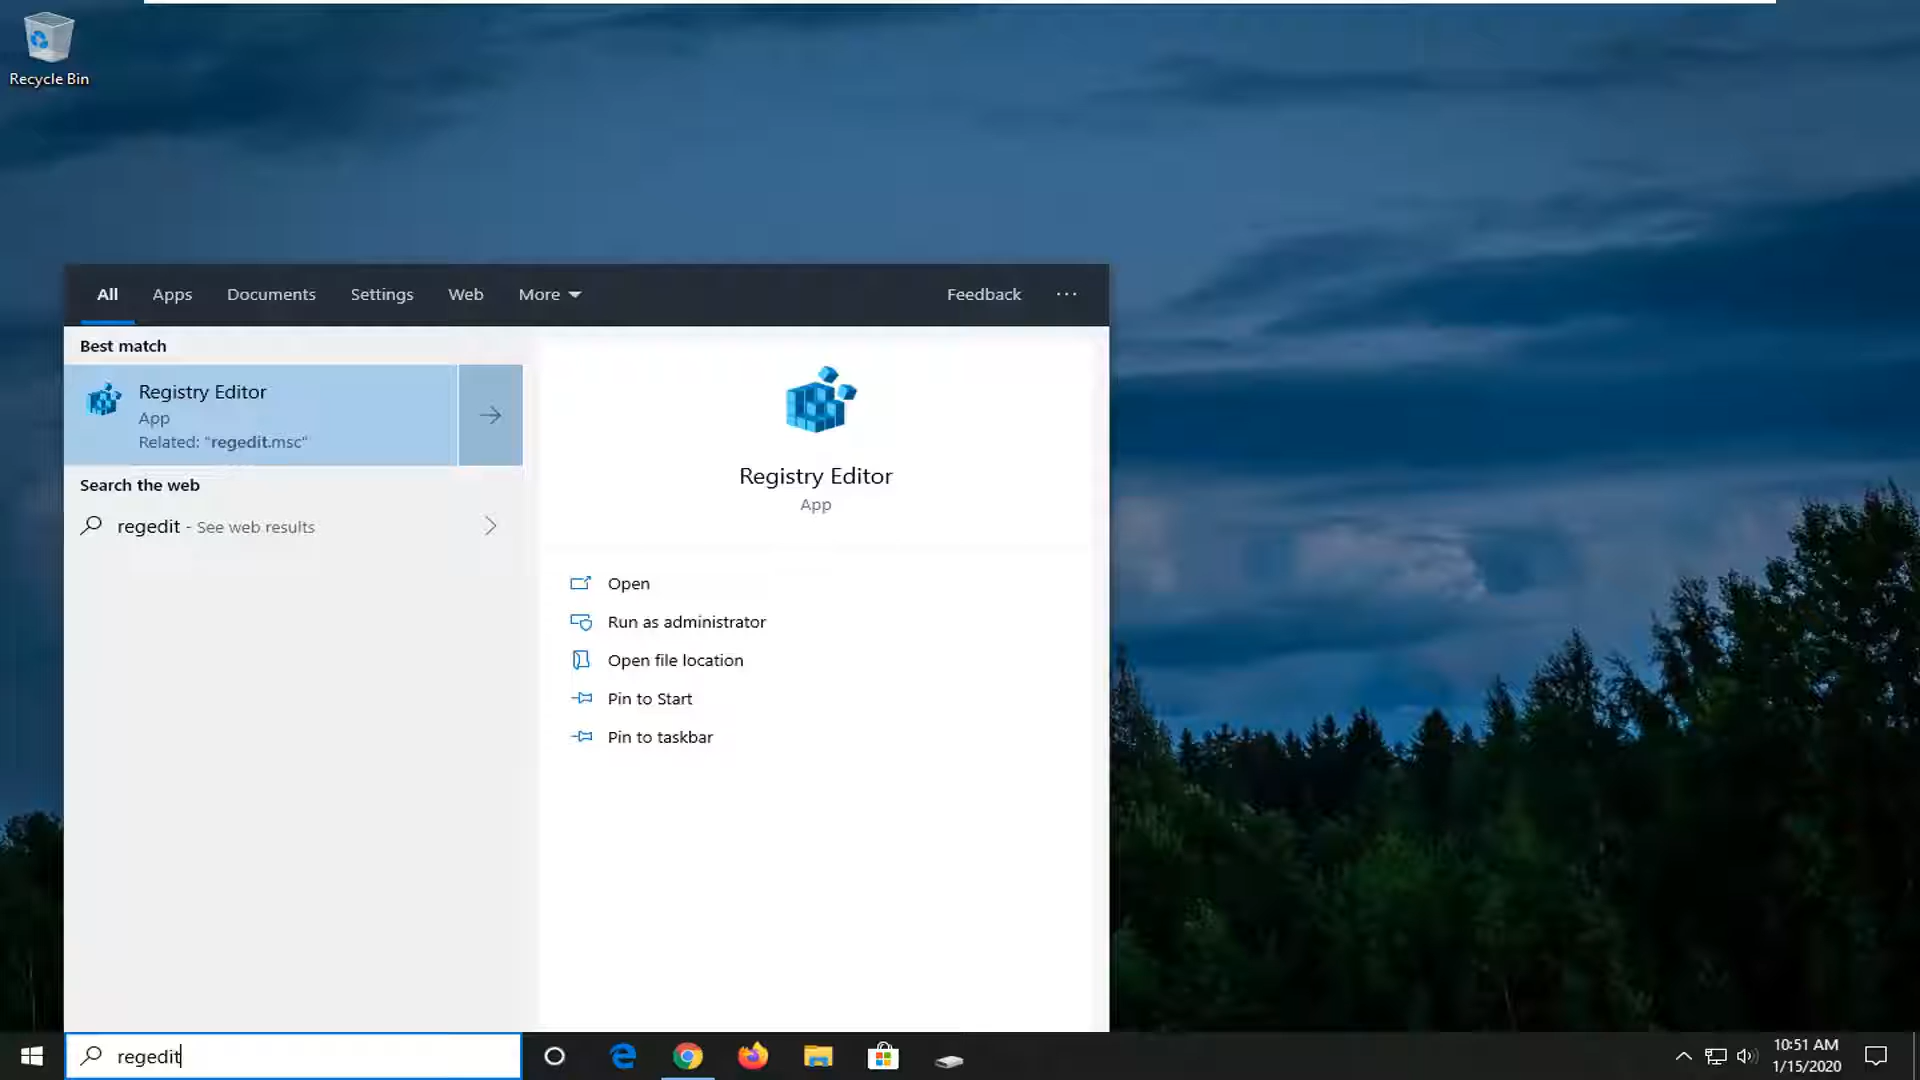 Recycle Bin
All Apps Documents Settings Web More Feedback ...
Best match
Registry Editor
App
Related: "regedit.msc"
Search the web
regedit - See web results
Registry Editor
App
Open
Run as administrator
Open file location
Pin to Start
Pin to taskbar
regedit
10:51 AM
1/15/2020